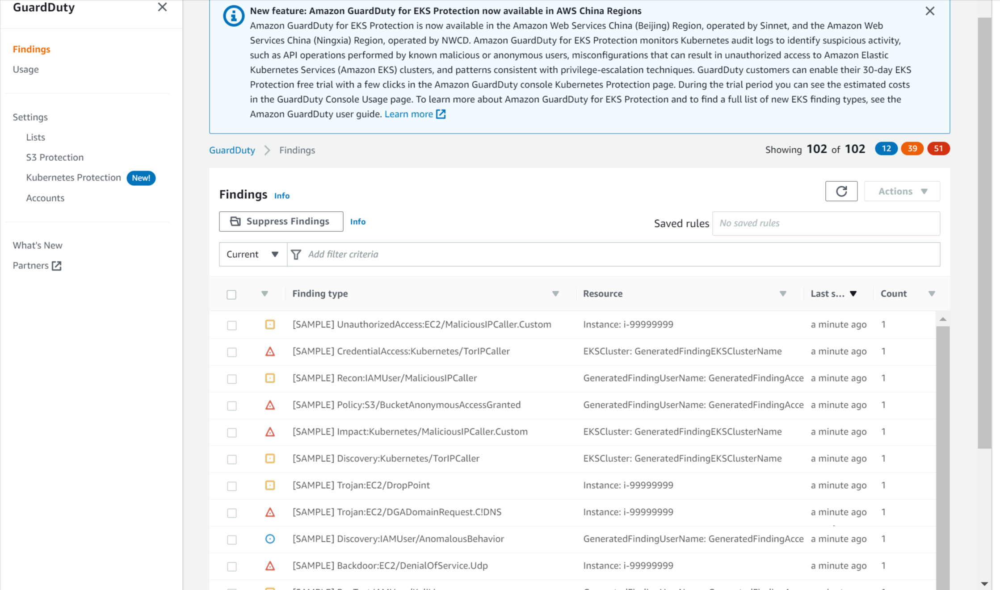 GuardDuty
Findings
Usage
Settings
Lists
S3 Protection
Kubernetes Protection New!
Accounts
What's New
Partners
New feature: Amazon GuardDuty for EKS Protection now available in AWS China Regions
Amazon GuardDuty for EKS Protection is now available in the Amazon Web Services China (Beijing) Region, operated by Sinnet, and the Amazon Web
Services China (Ningxia) Region, operated by NWCD. Amazon GuardDuty for EKS Protection monitors Kubernetes audit logs to identify suspicious activity,
such as API operations performed by known malicious or anonymous users, misconfigurations that can result in unauthorized access to Amazon Elastic
Kubernetes Services (Amazon EKS) clusters, and patterns consistent with privilege-escalation techniques. GuardDuty customers can enable their 30-day EKS
Protection free trial with a few clicks in the Amazon GuardDuty console Kubernetes Protection page. During the trial period you can see the estimated costs
in the GuardDuty Console Usage page. To learn more about Amazon GuardDuty for EKS Protection and to find a full list of new EKS finding types, see the
Amazon GuardDuty user guide. Learn more
GuardDuty Findings
Showing 102 of 102 12 39 51
Findings Info
Actions
Suppress Findings Info
Saved rules No saved rules
Current Add filter criteria
Finding type Resource Last s... Count
[SAMPLE] UnauthorizedAccess:EC2/MaliciousIPCaller.Custom Instance: i-99999999 a minute ago 1
[SAMPLE] CredentialAccess:Kubernetes/TorIPCaller EKSCluster: GeneratedFindingEKSClusterName a minute ago 1
[SAMPLE] Recon:IAMUser/MaliciousIPCaller GeneratedFindingUserName: GeneratedFindingAcce a minute ago 1
[SAMPLE] Policy:S3/BucketAnonymousAccessGranted GeneratedFindingUserName: GeneratedFindingAcce a minute ago 1
[SAMPLE] Impact:Kubernetes/MaliciousIPCaller.Custom EKSCluster: GeneratedFindingEKSClusterName a minute ago 1
[SAMPLE] Discovery:Kubernetes/TorIPCaller EKSCluster: GeneratedFindingEKSClusterName a minute ago 1
[SAMPLE] Trojan:EC2/DropPoint Instance: i-99999999 a minute ago 1
[SAMPLE] Trojan:EC2/DGADomainRequest.C!DNS Instance: i-99999999 a minute ago 1
[SAMPLE] Discovery:IAMUser/AnomalousBehavior GeneratedFindingUserName: GeneratedFindingAcce a minute ago 1
[SAMPLE] Backdoor:EC2/DenialOfService.Udp Instance: i-99999999 a minute ago 1